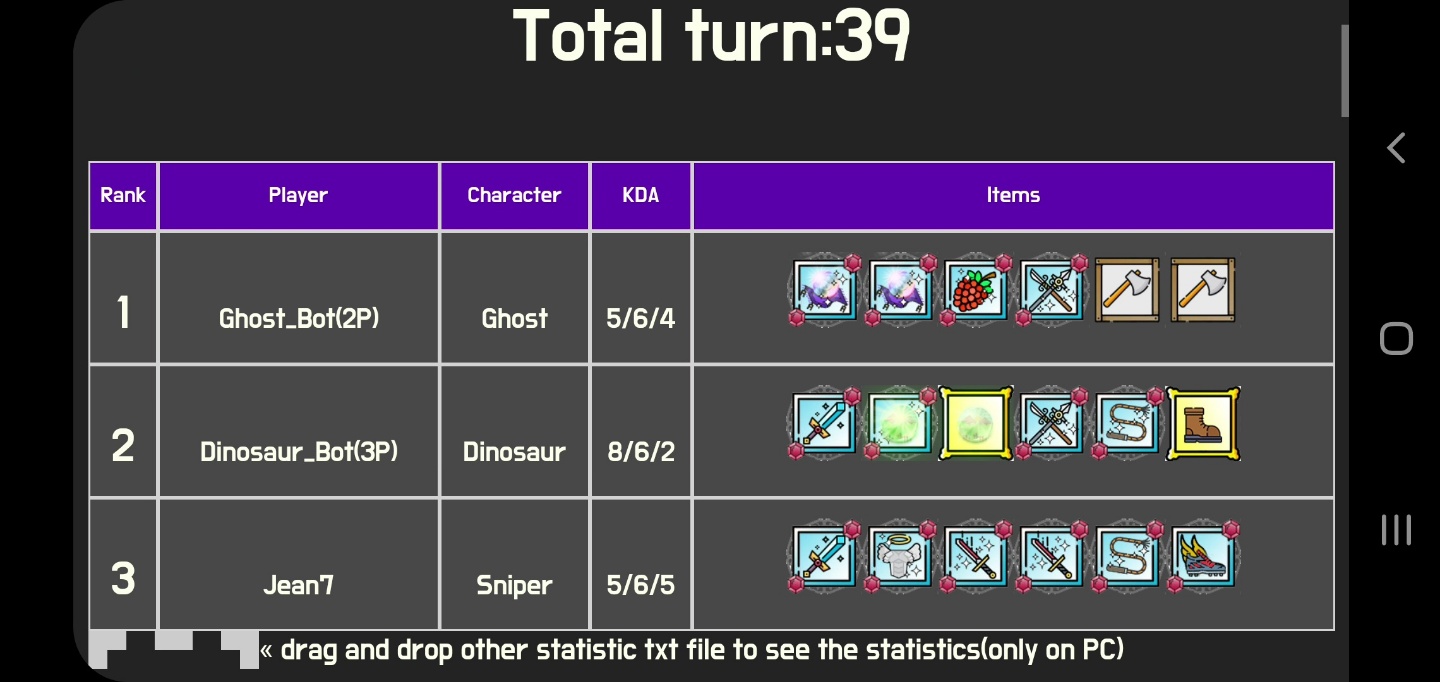 Total turn:39
Rank Player Character KDA Items
1 Ghost_Bot(2P) Ghost 5/6/4
2 Dinosaur_Bot(3P) Dinosaur 8/6/2
3 Jean7 Sniper 5/6/5
« drag and drop other statistic txt file to see the statistics(only on PC)